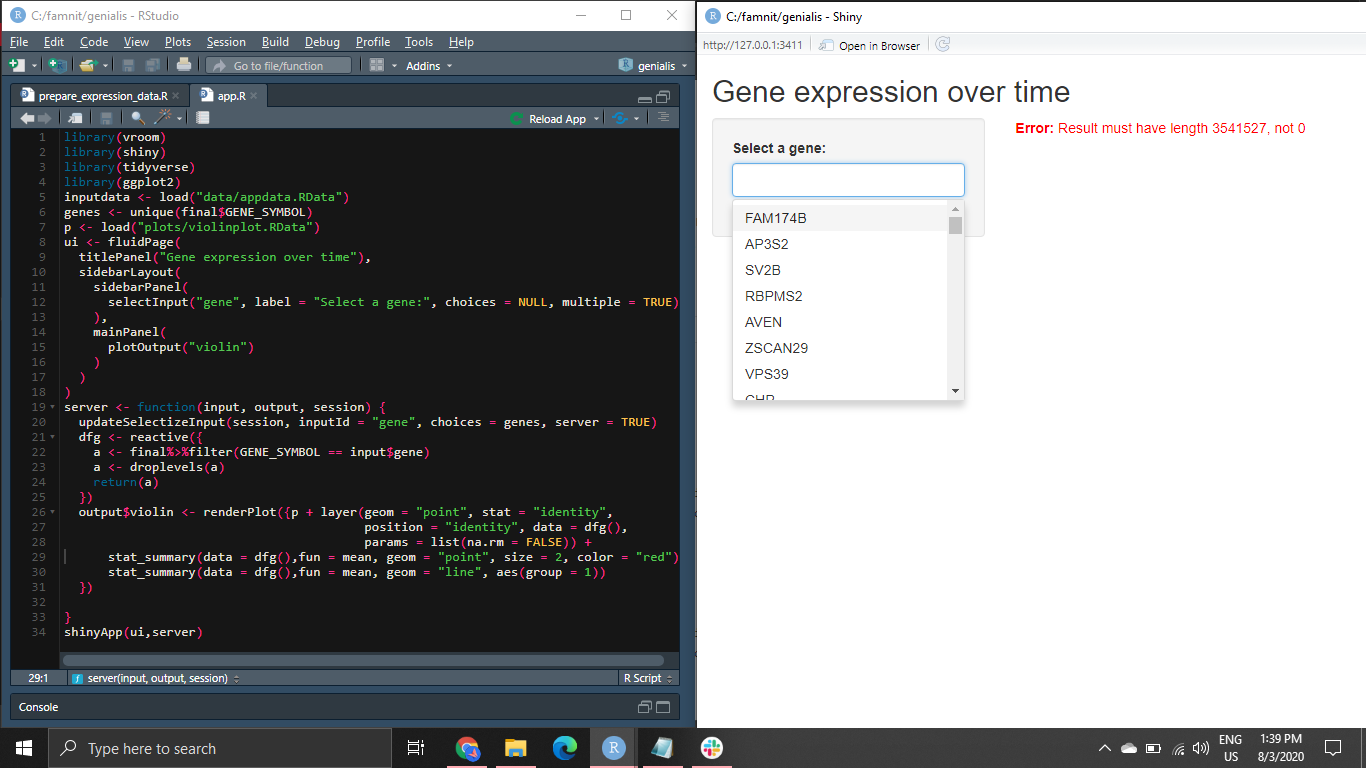 C:/famnit/genialis - RStudio
File Edit Code View Plots Session Build Debug Profile Tools Help
Go to file/function
Addins
genialis
prepare_expression_data.R
app.R
Reload App
1 library(vroom)
2 library(shiny)
3 library(tidyverse)
4 library(ggplot2)
5 inputdata <- load("data/appdata.RData")
6 genes <- unique(final$GENE_SYMBOL)
7 p <- load("plots/violinplot.RData")
8 ui <- fluidPage(
9 titlePanel("Gene expression over time"),
10 sidebarLayout(
11 sidebarPanel(
12 selectInput("gene", label = "Select a gene:", choices = NULL, multiple = TRUE)
13 ),
14 mainPanel(
15 plotOutput("violin")
16 )
17 )
18 )
19 server <- function(input, output, session) {
20 updateSelectizeInput(session, inputId = "gene", choices = genes, server = TRUE)
21 dfg <- reactive({
22 a <- final%>%filter(GENE_SYMBOL == input$gene)
23 a <- droplevels(a)
24 return(a)
25 })
26 output$violin <- renderPlot({p + layer(geom = "point", stat = "identity",
27 position = "identity", data = dfg(),
28 params = list(na.rm = FALSE)) +
29 stat_summary(data = dfg(),fun = mean, geom = "point", size = 2, color = "red")
30 stat_summary(data = dfg(),fun = mean, geom = "line", aes(group = 1))
31 })
32
33 }
34 shinyApp(ui,server)
29:1 server(input, output, session) R Script
Console
C:/famnit/genialis - Shiny
http://127.0.0.1:3411 Open in Browser
Gene expression over time
Select a gene:
FAM174B
AP3S2
SV2B
RBPMS2
AVEN
ZSCAN29
VPS39
Error: Result must have length 3541527, not 0
Type here to search
ENG
US
1:39 PM
8/3/2020